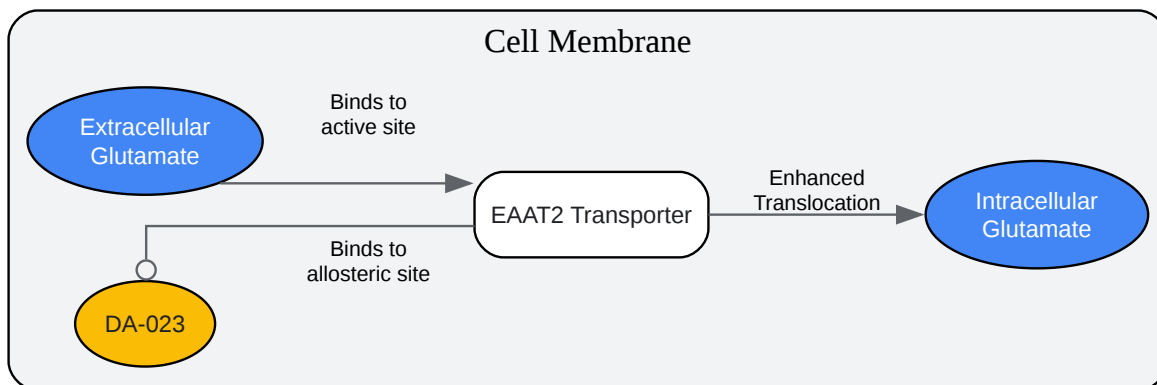 Cell Membrane
Extracellular
Glutamate
Binds to
active site
EAAT2 Transporter
Enhanced
Translocation
Intracellular
Glutamate
Binds to
allosteric site
DA-023